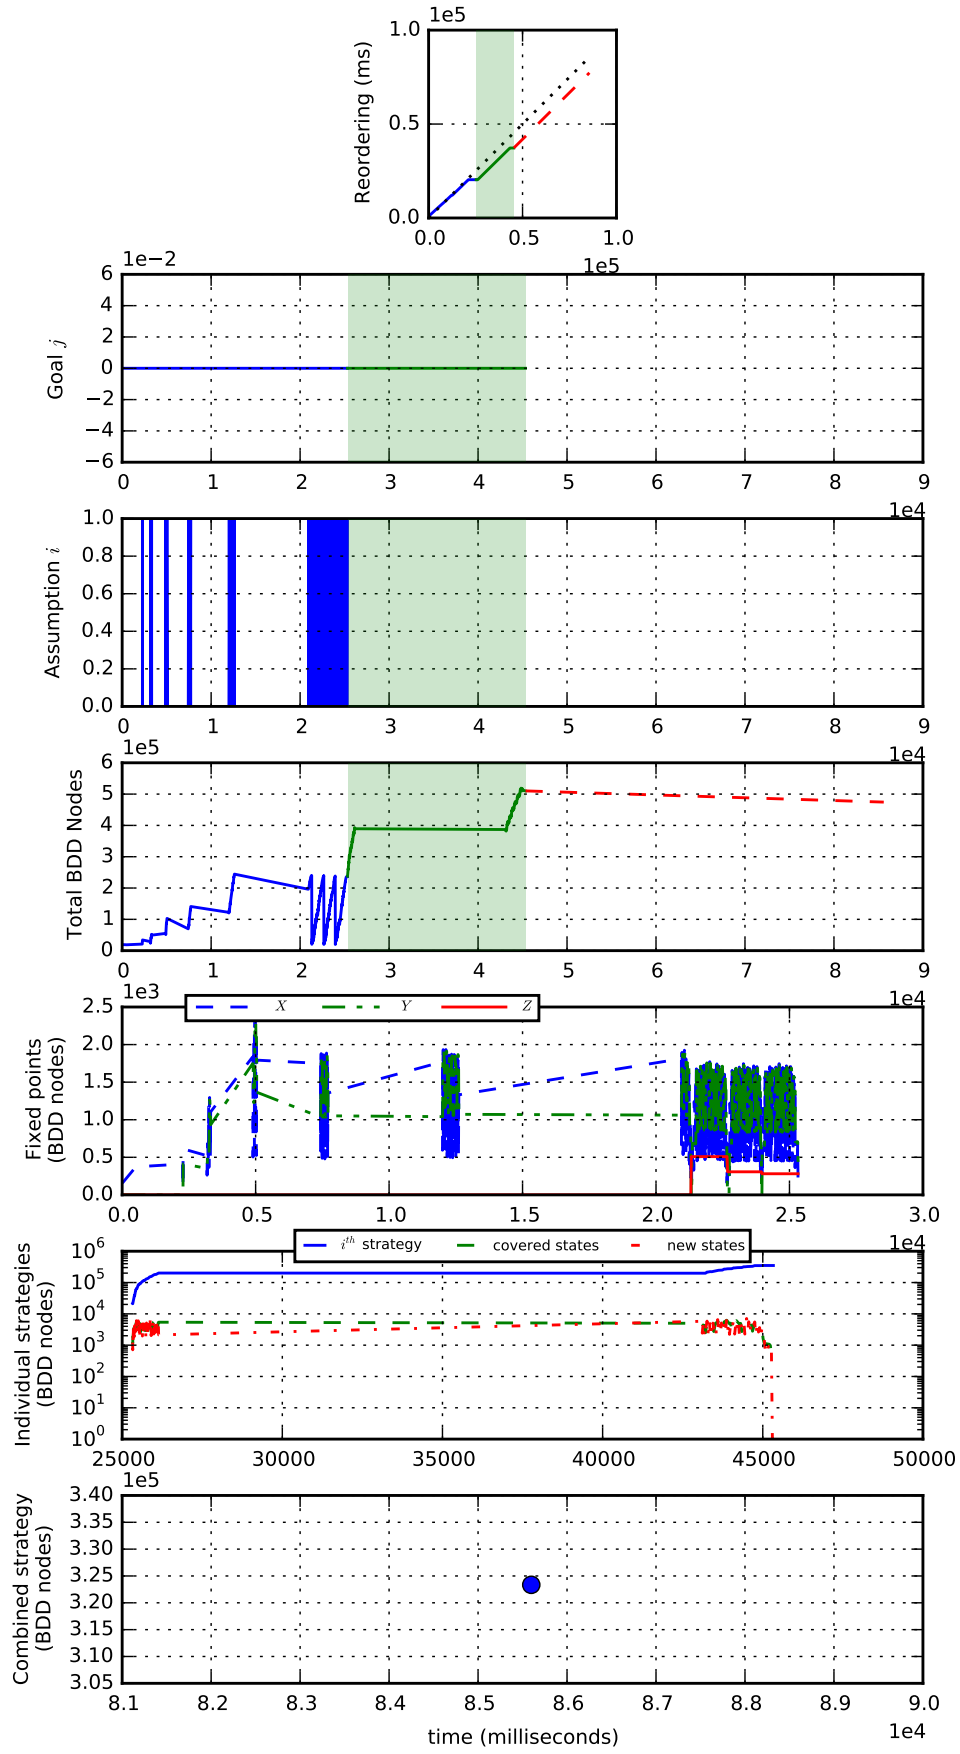 1e5
1.0
0.5
0.0
Reordering (ms)
0.0 0.5 1.0
1e5
1e−2
6
4
2
0
−2
−4
−6
Goal j
0 1 2 3 4 5 6 7 8 9
1e4
1.0
0.8
0.6
0.4
0.2
0.0
Assumption i
0 1 2 3 4 5 6 7 8 9
1e4
1e5
6
5
4
3
2
1
0
Total BDD Nodes
0 1 2 3 4 5 6 7 8 9
1e4
1e3
X Y Z
2.5
2.0
1.5
1.0
0.5
0.0
Fixed points
(BDD nodes)
0.0 0.5 1.0 1.5 2.0 2.5 3.0
1e4
i^{th} strategy covered states new states
10^6
10^5
10^4
10^3
10^2
10^1
10^0
Individual strategies
(BDD nodes)
25000 30000 35000 40000 45000 50000
1e5
3.40
3.35
3.30
3.25
3.20
3.15
3.10
3.05
Combined strategy
(BDD nodes)
8.1 8.2 8.3 8.4 8.5 8.6 8.7 8.8 8.9 9.0
1e4
time (milliseconds)